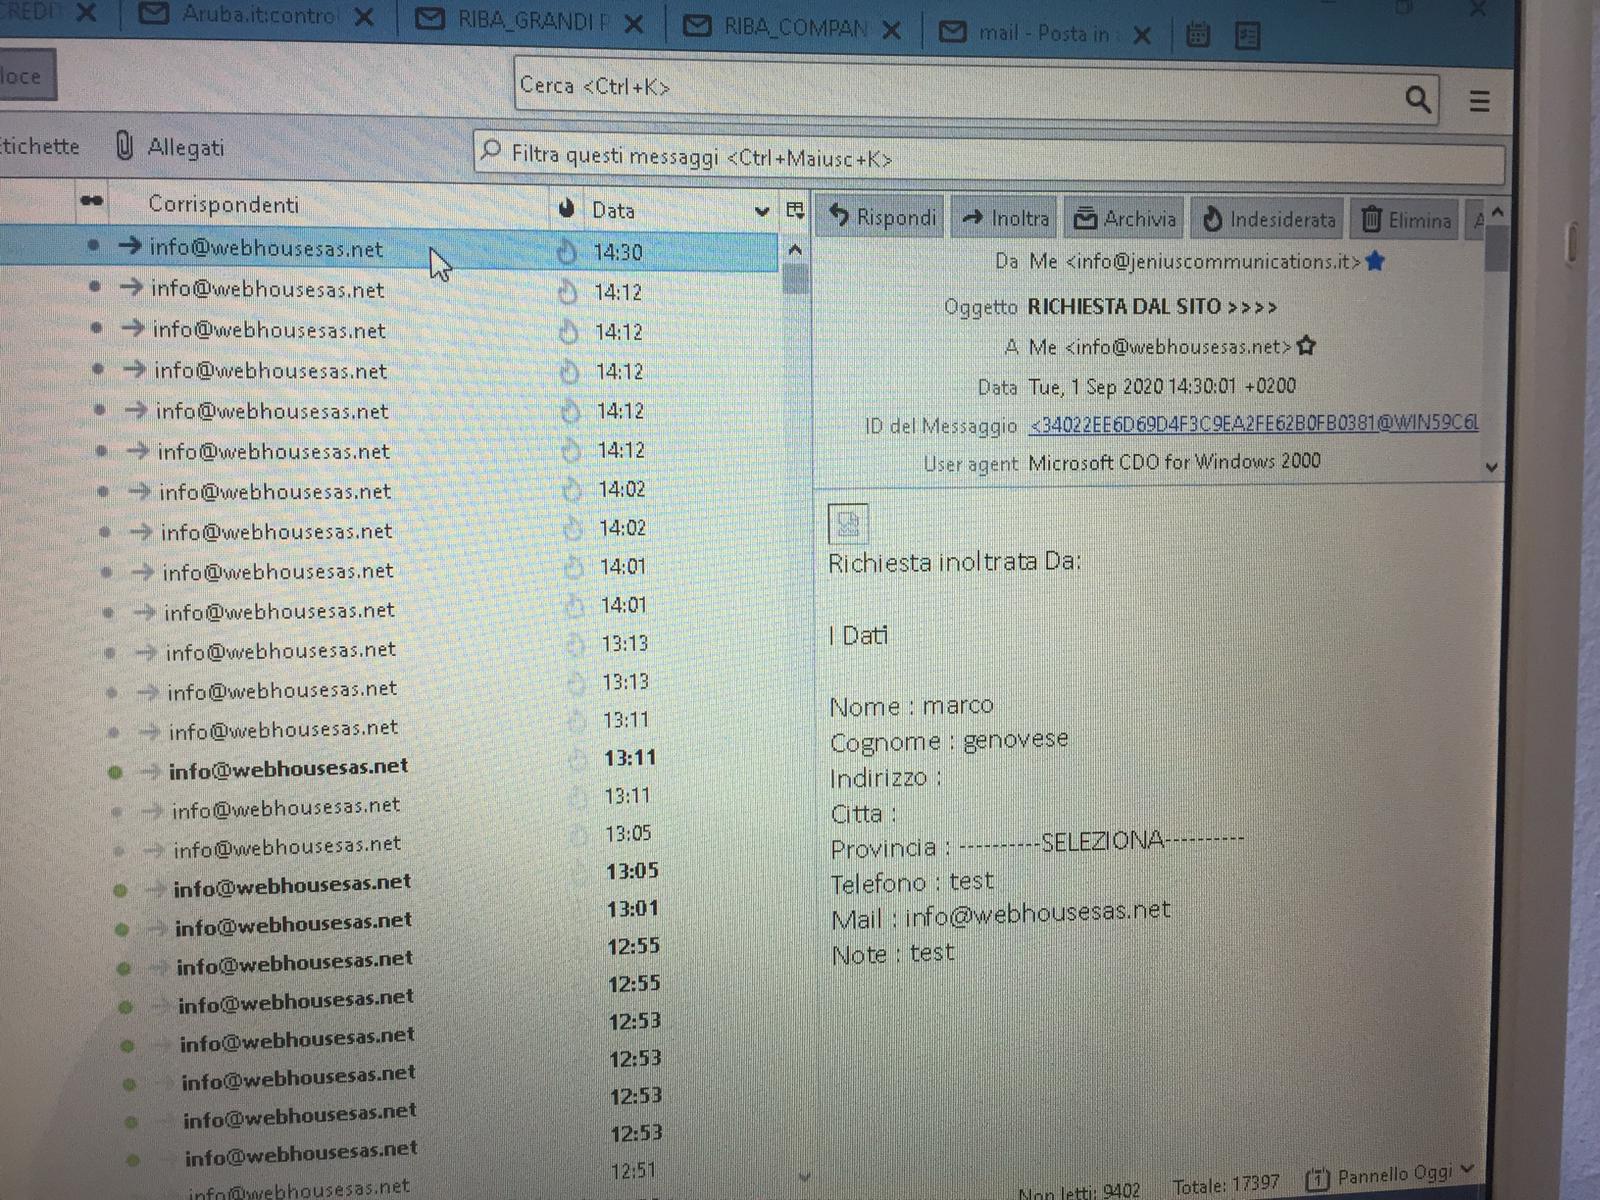 CREDIT
Aruba.it:contro
RIBA_GRANDI
RIBA_COMPAN
mail - Posta in
loce
Cerca <Ctrl+K>
Etichette
Allegati
Filtra questi messaggi <Ctrl+Maiusc+K>
Corrispondenti
Data
Rispondi
Inoltra
Archivia
Indesiderata
Elimina
A
info@webhousesas.net 14:30
info@webhousesas.net 14:12
info@webhousesas.net 14:12
info@webhousesas.net 14:12
info@webhousesas.net 14:12
info@webhousesas.net 14:12
info@webhousesas.net 14:02
info@webhousesas.net 14:02
info@webhousesas.net 14:01
info@webhousesas.net 14:01
info@webhousesas.net 13:13
info@webhousesas.net 13:13
info@webhousesas.net 13:11
info@webhousesas.net 13:11
info@webhousesas.net 13:11
info@webhousesas.net 13:05
info@webhousesas.net 13:05
info@webhousesas.net 13:01
info@webhousesas.net 12:55
info@webhousesas.net 12:55
info@webhousesas.net 12:53
info@webhousesas.net 12:53
info@webhousesas.net 12:53
info@webhousesas.net 12:53
info@webhousesas.net 12:51
Da Me <info@jeniuscommunications.it>
Oggetto RICHIESTA DAL SITO >>>>
A Me <info@webhousesas.net>
Data Tue, 1 Sep 2020 14:30:01 +0200
ID del Messaggio <34022EE6D69D4F3C9EA2FE62B0FB0381@WIN59C6L
User agent Microsoft CDO for Windows 2000
Richiesta inoltrata Da:
I Dati
Nome : marco
Cognome : genovese
Indirizzo :
Citta :
Provincia : ----------SELEZIONA----------
Telefono : test
Mail : info@webhousesas.net
Note : test
Non letti: 9402
Totale: 17397
Pannello Oggi